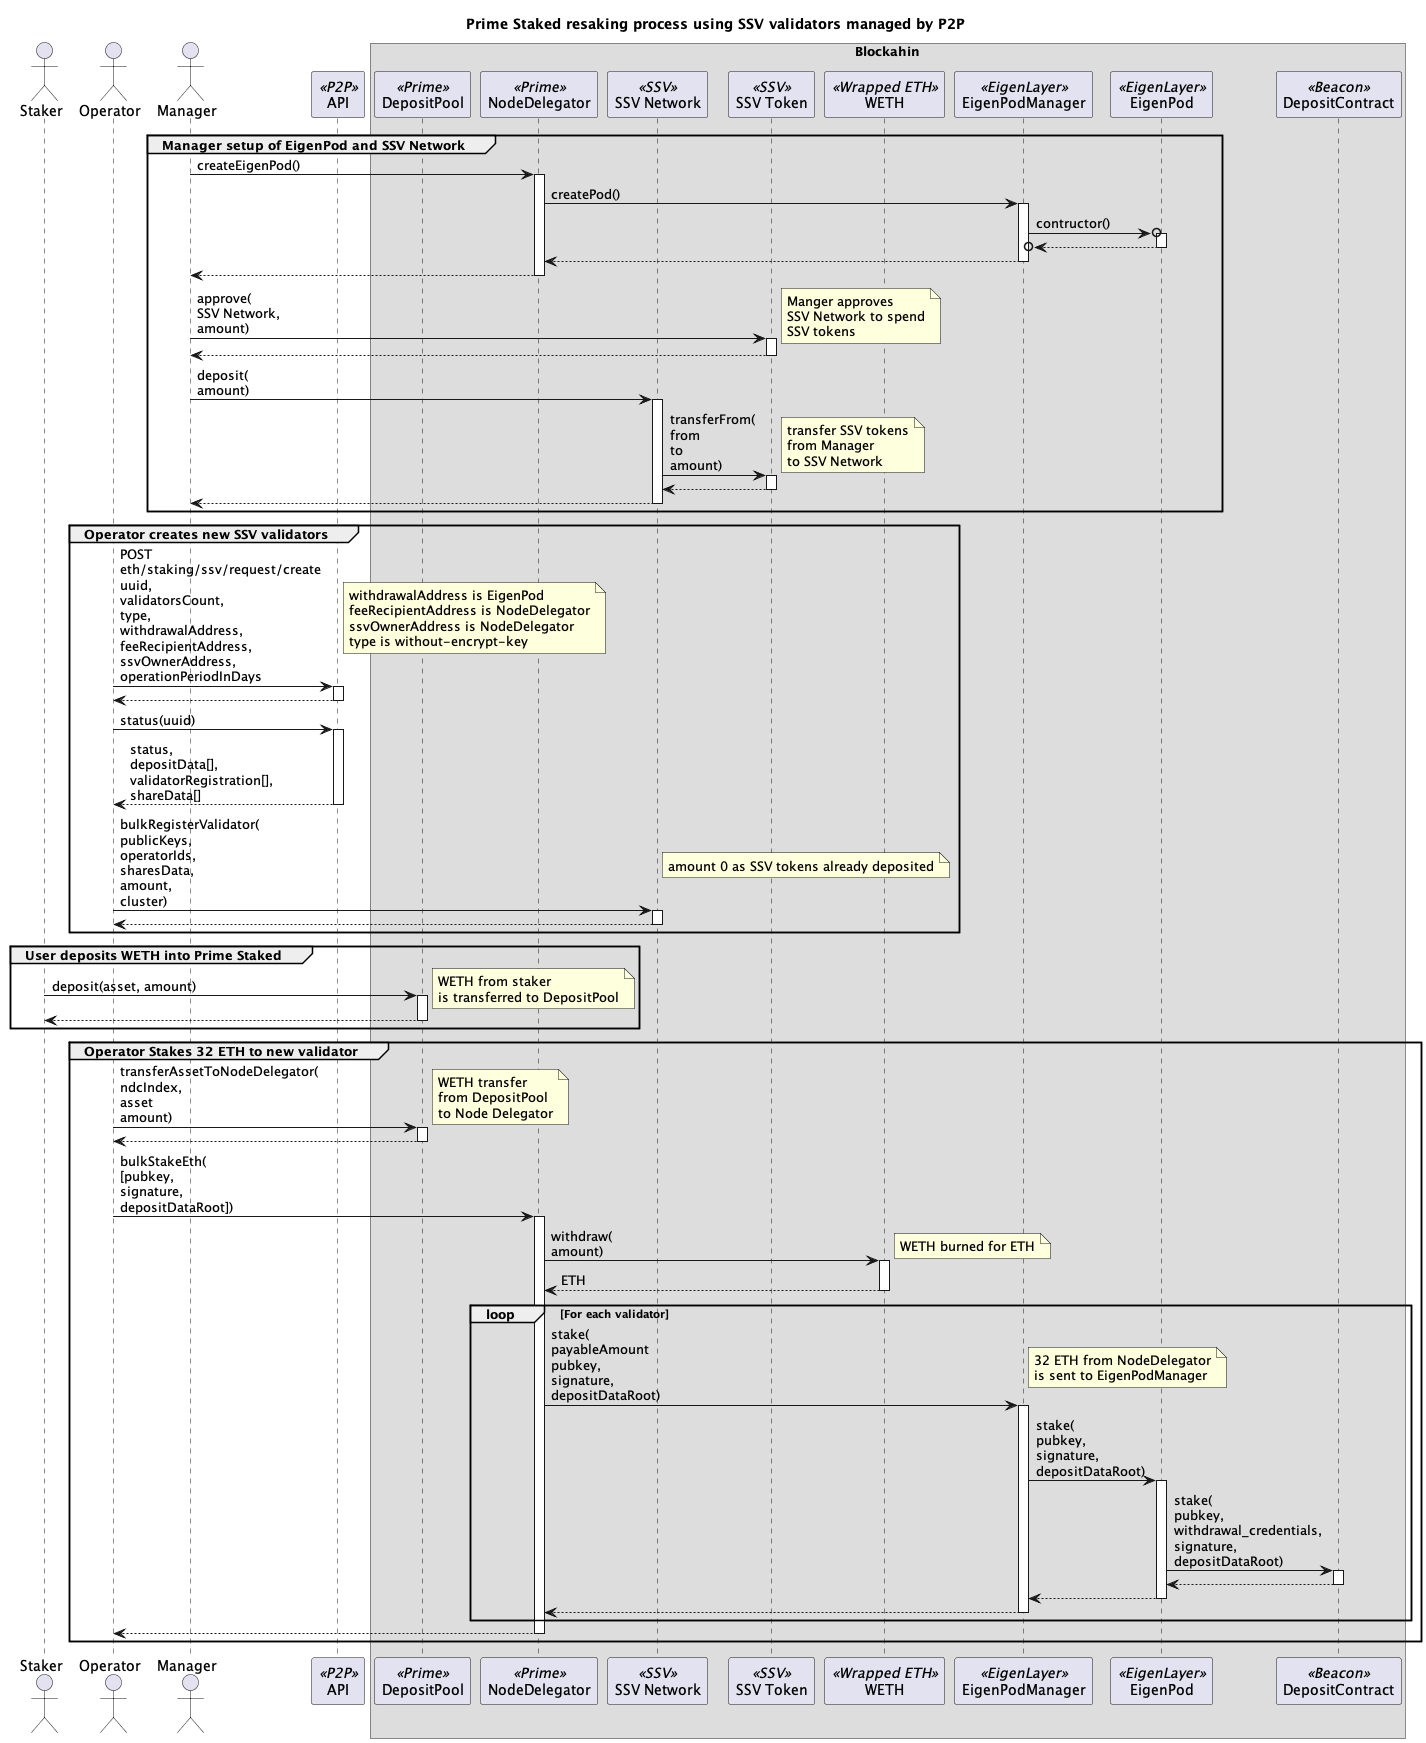 Prime Staked resaking process using SSV validators managed by P2P
Blockahin
Staker
Operator
Manager
«P2P»
API
«Prime»
DepositPool
«Prime»
NodeDelegator
«SSV»
SSV Network
«SSV»
SSV Token
«Wrapped ETH»
WETH
«EigenLayer»
EigenPodManager
«EigenLayer»
EigenPod
«Beacon»
DepositContract
Manager setup of EigenPod and SSV Network
createEigenPod()
createPod()
contructor()
approve(
SSV Network,
amount)
Manger approves
SSV Network to spend
SSV tokens
deposit(
amount)
transferFrom(
from
to
amount)
transfer SSV tokens
from Manager
to SSV Network
Operator creates new SSV validators
POST
eth/staking/ssv/request/create
uuid,
validatorsCount,
type,
withdrawalAddress,
feeRecipientAddress,
ssvOwnerAddress,
operationPeriodInDays
withdrawalAddress is EigenPod
feeRecipientAddress is NodeDelegator
ssvOwnerAddress is NodeDelegator
type is without-encrypt-key
status(uuid)
status,
depositData[],
validatorRegistration[],
shareData[]
bulkRegisterValidator(
publicKeys,
operatorIds,
sharesData,
amount,
cluster)
amount 0 as SSV tokens already deposited
User deposits WETH into Prime Staked
deposit(asset, amount)
WETH from staker
is transferred to DepositPool
Operator Stakes 32 ETH to new validator
transferAssetToNodeDelegator(
ndcIndex,
asset
amount)
WETH transfer
from DepositPool
to Node Delegator
bulkStakeEth(
[pubkey,
signature,
depositDataRoot])
withdraw(
amount)
WETH burned for ETH
ETH
loop
[For each validator]
stake(
payableAmount
pubkey,
signature,
depositDataRoot)
32 ETH from NodeDelegator
is sent to EigenPodManager
stake(
pubkey,
signature,
depositDataRoot)
stake(
pubkey,
withdrawal_credentials,
signature,
depositDataRoot)
Staker
Operator
Manager
«P2P»
API
«Prime»
DepositPool
«Prime»
NodeDelegator
«SSV»
SSV Network
«SSV»
SSV Token
«Wrapped ETH»
WETH
«EigenLayer»
EigenPodManager
«EigenLayer»
EigenPod
«Beacon»
DepositContract